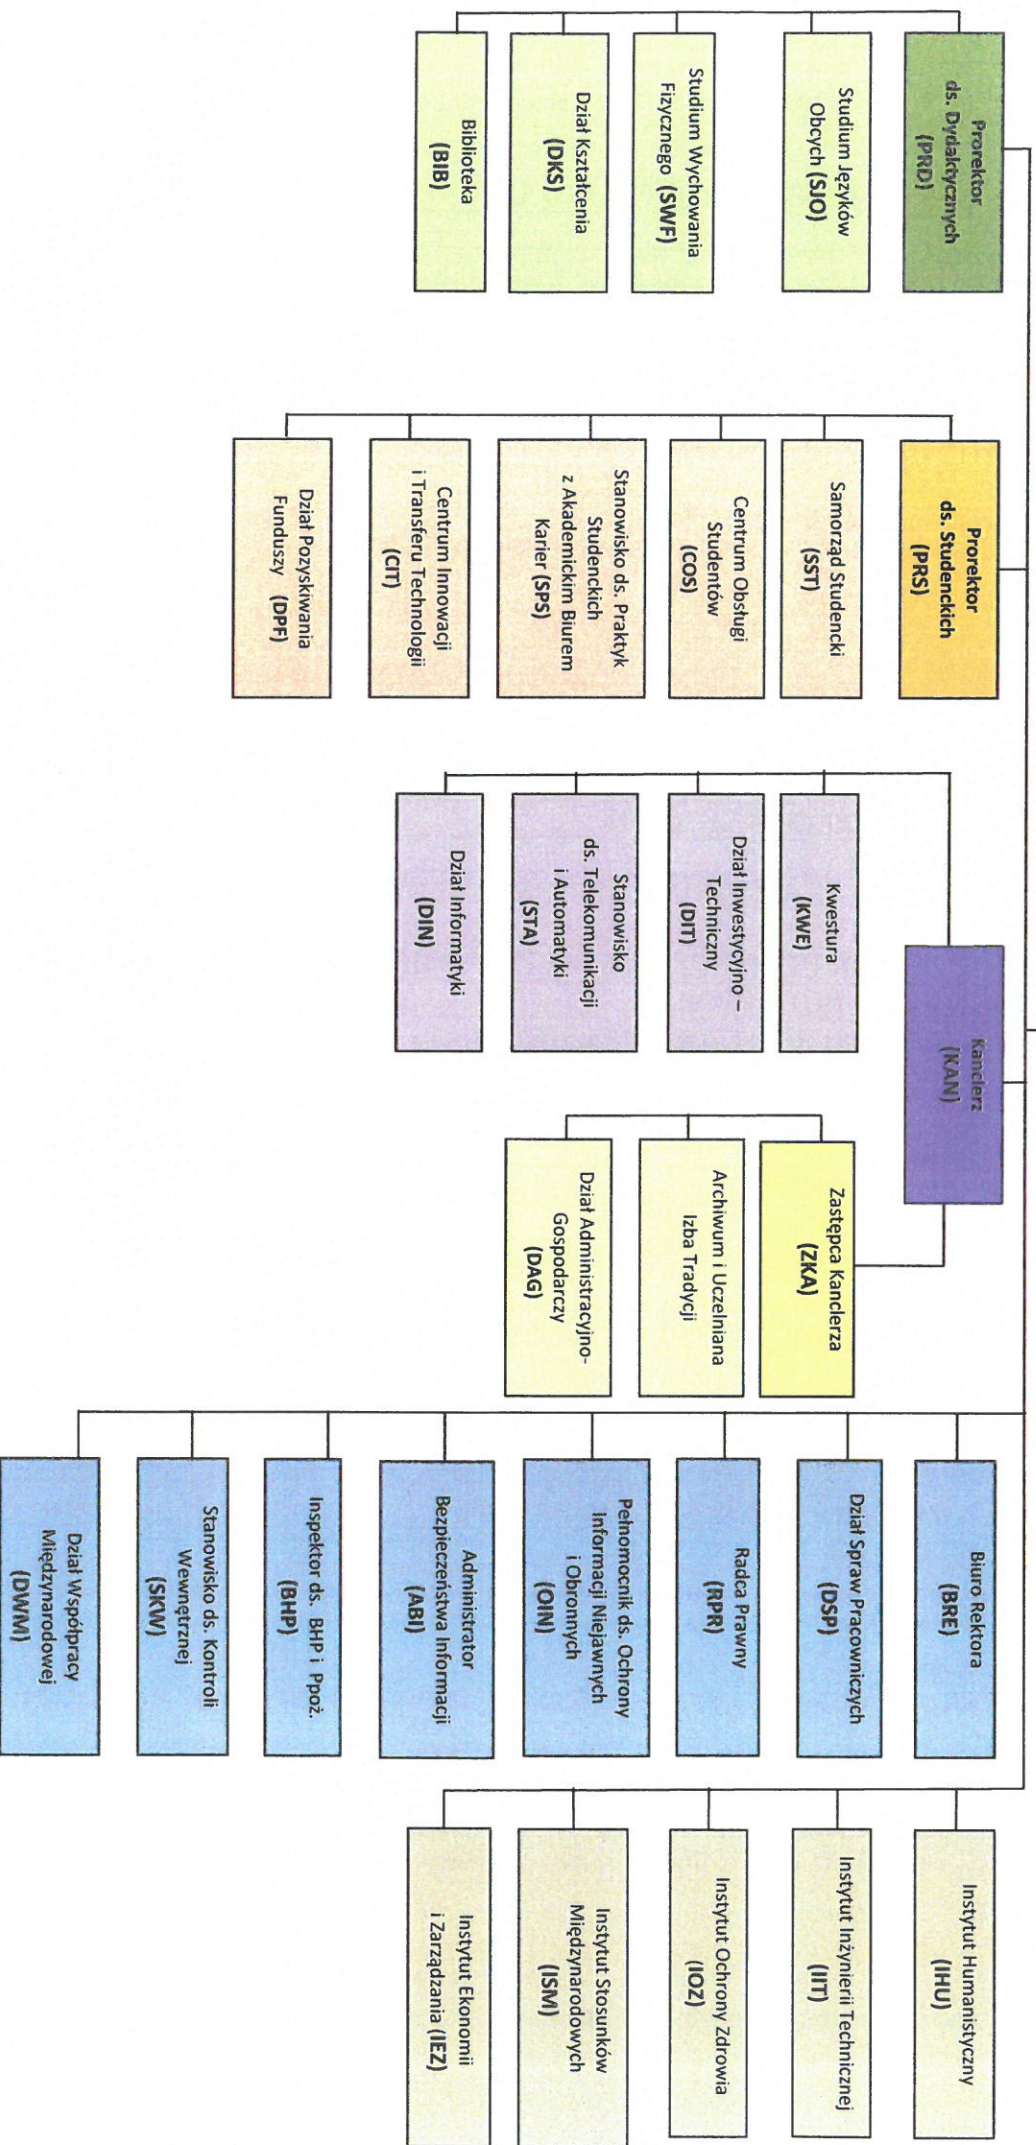 Prorektor
ds. Dydaktycznych
(PRD)
Studium Języków
Obcych (SJO)
Studium Wychowania
Fizycznego (SWF)
Dział Kształcenia
(DKS)
Biblioteka
(BIB)
Prorektor
ds. Studenckich
(PRS)
Samorząd Studencki
(SST)
Centrum Obsługi
Studentów
(COS)
Stanowisko ds. Praktyk
Studenckich
z Akademickim Biurem
Karier (SPS)
Centrum Innowacji
i Transferu Technologii
(CIT)
Dział Pozyskiwania
Funduszy (DPF)
Kanclerz
(KAN)
Kwestura
(KWE)
Dział Inwestycyjno –
Techniczny
(DIT)
Stanowisko
ds. Telekomunikacji
i Automatyki
(STA)
Dział Informatyki
(DIN)
Zastępca Kanclerza
(ZKA)
Archiwum i Uczelniana
Izba Tradycji
Dział Administracyjno-
Gospodarczy
(DAG)
Biuro Rektora
(BRE)
Dział Spraw Pracowniczych
(DSP)
Radca Prawny
(RPR)
Pełnomocnik ds. Ochrony
Informacji Niejawnych
i Obronnych
(OIN)
Administrator
Bezpieczeństwa Informacji
(ABI)
Inspektor ds. BHP i Ppoż.
(BHP)
Stanowisko ds. Kontroli
Wewnętrznej
(SKW)
Dział Współpracy
Międzynarodowej
(DWM)
Instytut Humanistyczny
(IHU)
Instytut Inżynierii Technicznej
(IIT)
Instytut Ochrony Zdrowia
(IOZ)
Instytut Stosunków
Międzynarodowych
(ISM)
Instytut Ekonomii
i Zarządzania (IEZ)